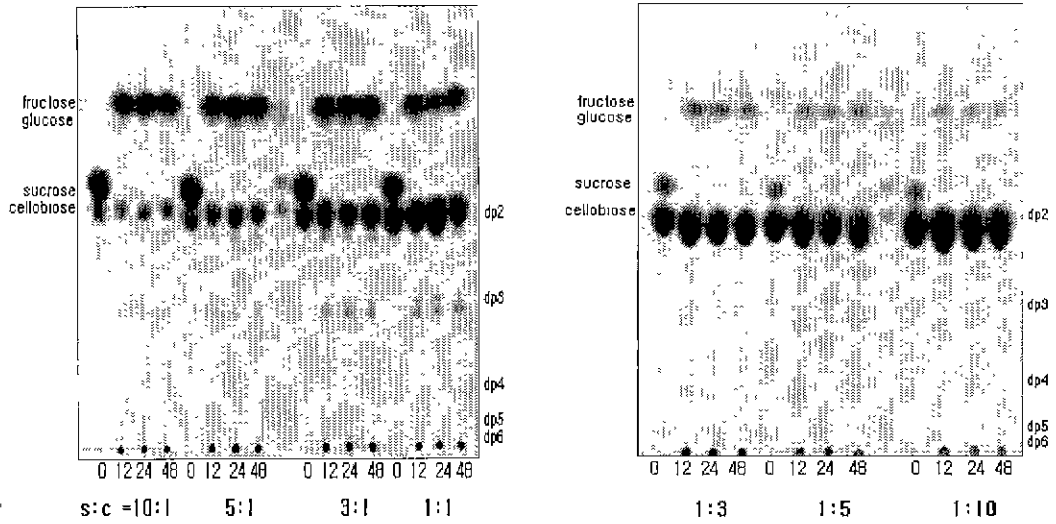 fructose
glucose
sucrose
cellobiose
dp2
dp3
dp4
dp5
dp6
0 12 24 48 0 12 24 48 0 12 24 48 0 12 24 48
s:c =10:1 5:1 3:1 1:1
fructose
glucose
sucrose
cellobiose
dp2
dp3
dp4
dp5
dp6
0 12 24 48 0 12 24 48 0 12 24 48
1:3 1:5 1:10